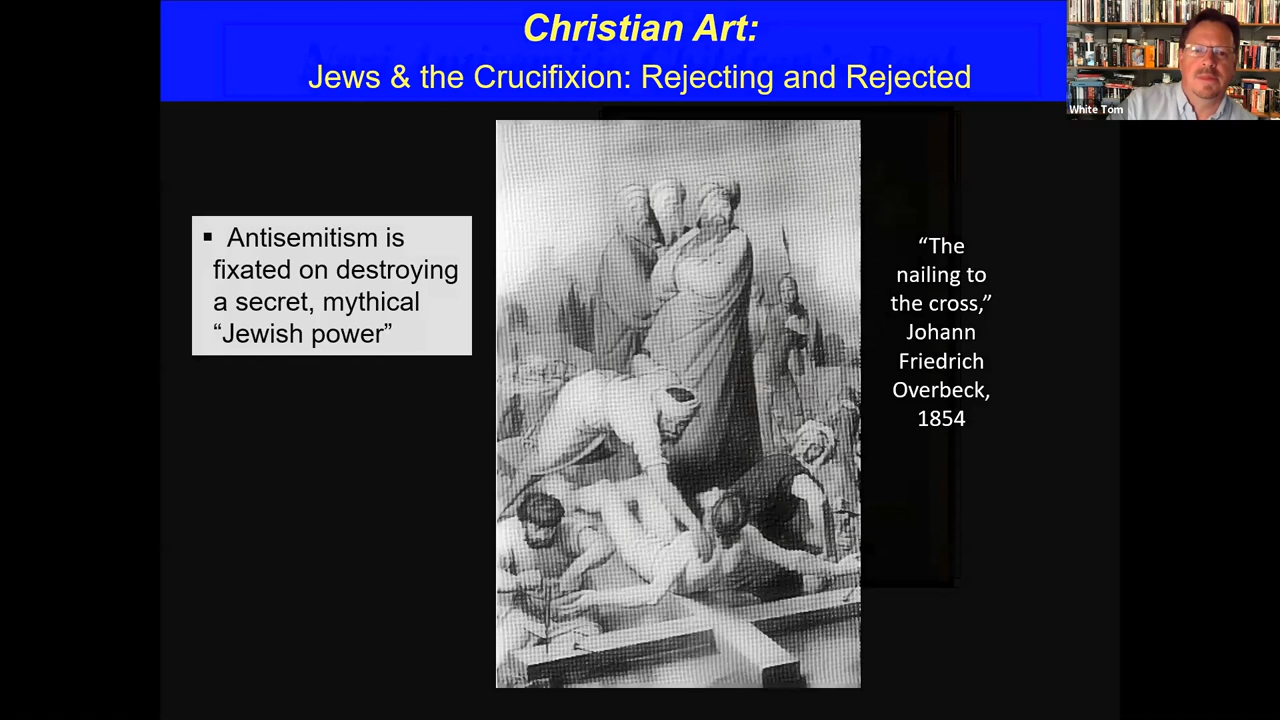 Christian Art:
Jews & the Crucifixion: Rejecting and Rejected
White Tom
▪ Antisemitism is
fixated on destroying
a secret, mythical
“Jewish power”
“The
nailing to
the cross,”
Johann
Friedrich
Overbeck,
1854